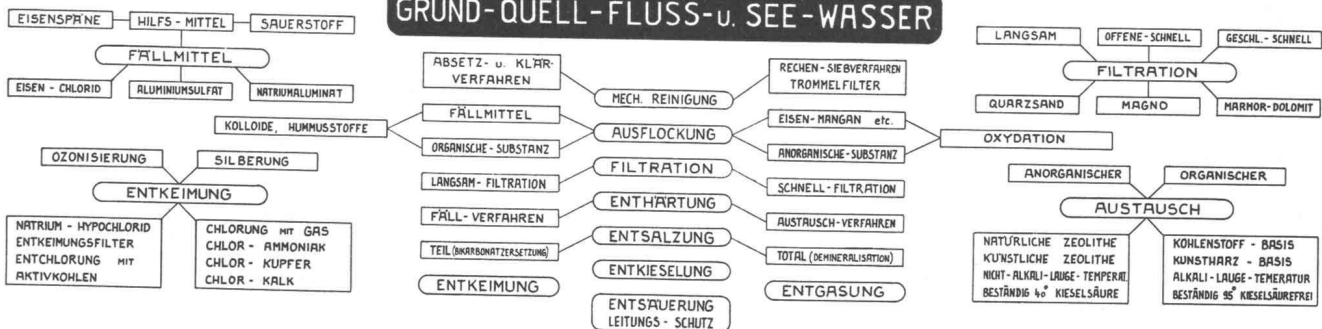 GRUND-QUELL-FLUSS-u. SEE-WASSER
EISENSPÄNE
HILFS-MITTEL
SAUERSTOFF
FÄLLMITTEL
EISEN-CHLORID
ALUMINIUMSULFAT
NATRIUMALUMINAT
KOLLOIDE, HUMMUSSTOFFE
OZONISIERUNG
SILBERUNG
ENTKEIMUNG
NATRIUM-HYPOCHLORID
ENTKEIMUNGSFILTER
ENTCHLORUNG MIT
AKTIVKOHLEN
CHLORUNG MIT GAS
CHLOR-AMMONIAK
CHLOR-KUPFER
CHLOR-KALK
ABSETZ- u. KLÄR-
VERFAHREN
MECH. REINIGUNG
RECHEN-SIEBVERFAHREN
TROMMELFILTER
FÄLLMITTEL
AUSFLOCKUNG
EISEN-MANGAN etc.
ORGANISCHE-SUBSTANZ
ANORGANISCHE-SUBSTANZ
OXYDATION
FILTRATION
LANGSAM-FILTRATION
SCHNELL-FILTRATION
ENTHÄRTUNG
FÄLL-VERFAHREN
AUSTAUSCH-VERFAHREN
ENTSALZUNG
TEIL (BIKARBONATZERSETZUNG)
TOTAL (DEMINERALISATION)
ENTKIESELUNG
ENTKEIMUNG
ENTGASUNG
ENTSÄUERUNG
LEITUNGS-SCHUTZ
LANGSAM
OFFENE-SCHNELL
GESCHL.-SCHNELL
FILTRATION
QUARZSAND
MAGNO
MARMOR-DOLOMIT
ANORGANISCHER
ORGANISCHER
AUSTAUSCH
NATÜRLICHE ZEOLITHE
KÜNSTLICHE ZEOLITHE
NICHT-ALKALI-LAUGE-TEMPERAT.
BESTÄNDIG 40° KIESELSÄURE
KOHLENSTOFF-BASIS
KUNSTHARZ-BASIS
ALKALI-LAUGE-TEMERATUR
BESTÄNDIG 95° KIESELSÄUREFREI